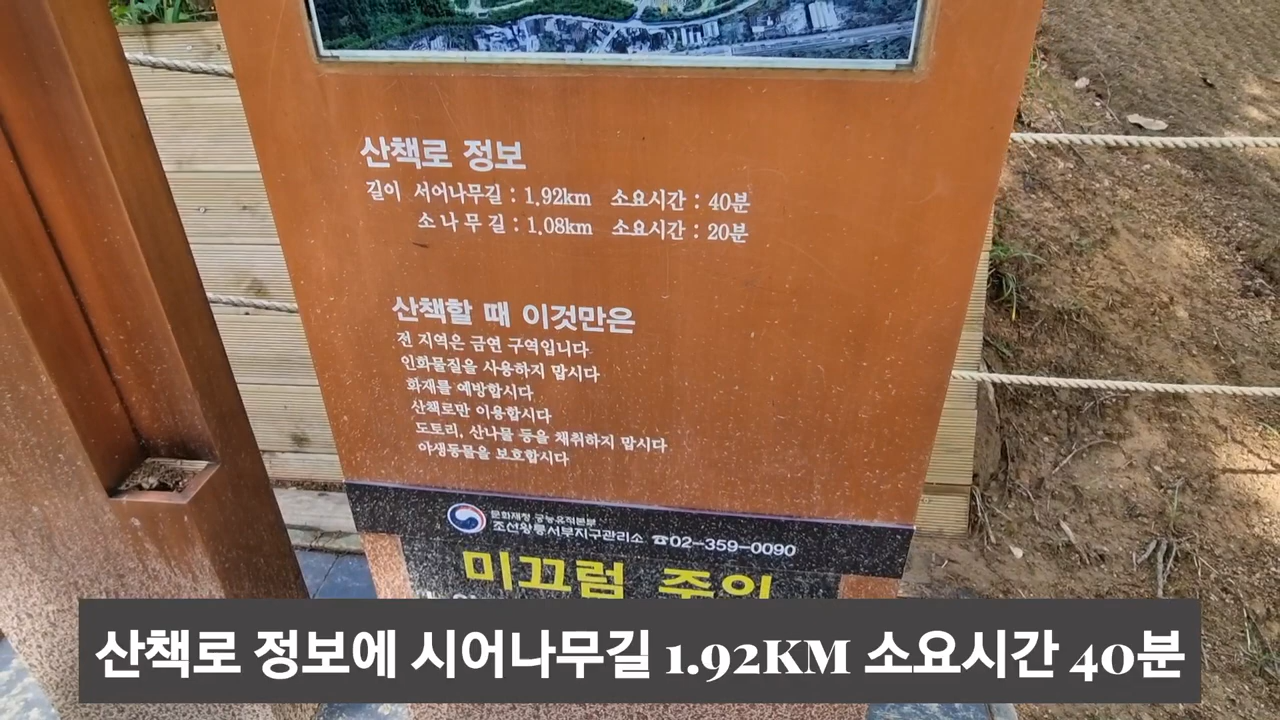 산책로 정보
길이 서어나무길 : 1.92km 소요시간 : 40분
소나무길 : 1.08km 소요시간 : 20분
산책할 때 이것만은
전 지역은 금연 구역입니다
인화물질을 사용하지 맙시다
화재를 예방합시다
산책로만 이용합시다
도토리, 산나물 등을 채취하지 맙시다
야생동물을 보호합시다
문화재청 궁능유적본부
조선왕릉서부지구관리소 ☎02-359-0090
미끄럼 주의
산책로 정보에 시어나무길 1.92KM 소요시간 40분